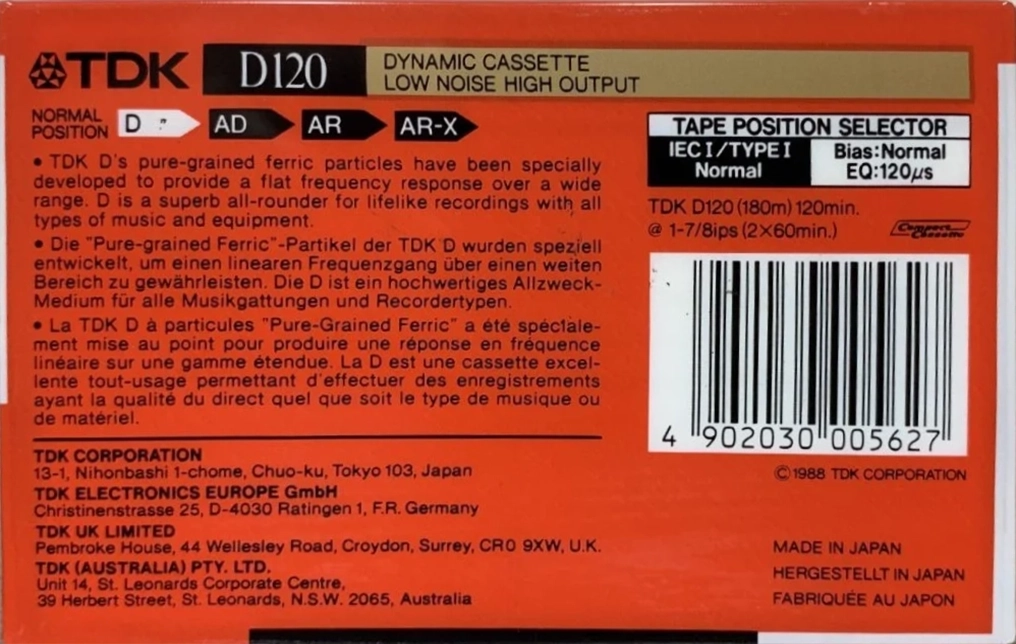 TDK D120 DYNAMIC CASSETTE
LOW NOISE HIGH OUTPUT
NORMAL
POSITION D AD AR AR-X
• TDK D's pure-grained ferric particles have been specially
developed to provide a flat frequency response over a wide
range. D is a superb all-rounder for lifelike recordings with all
types of music and equipment.
• Die "Pure-grained Ferric"-Partikel der TDK D wurden speziell
entwickelt, um einen linearen Frequenzgang über einen weiten
Bereich zu gewährleisten. Die D ist ein hochwertiges Allzweck-
Medium für alle Musikgattungen und Recordertypen.
• La TDK D à particules "Pure-Grained Ferric" a été spéciale-
ment mise au point pour produire une réponse en fréquence
linéaire sur une gamme étendue. La D est une cassette excel-
lente tout-usage permettant d'effectuer des enregistrements
ayant la qualité du direct quel que soit le type de musique ou
de matériel.
TDK CORPORATION
13-1, Nihonbashi 1-chome, Chuo-ku, Tokyo 103, Japan
TDK ELECTRONICS EUROPE GmbH
Christinenstrasse 25, D-4030 Ratingen 1, F.R. Germany
TDK UK LIMITED
Pembroke House, 44 Wellesley Road, Croydon, Surrey, CR0 9XW, U.K.
TDK (AUSTRALIA) PTY. LTD.
Unit 14, St. Leonards Corporate Centre,
39 Herbert Street, St. Leonards, N.S.W. 2065, Australia
TAPE POSITION SELECTOR
IEC I/TYPE I
Normal
Bias:Normal
EQ:120μs
TDK D120 (180m) 120min.
@ 1-7/8ips (2×60min.)
Compact
Cassette
4 902030 005627
©1988 TDK CORPORATION
MADE IN JAPAN
HERGESTELLT IN JAPAN
FABRIQUÉE AU JAPON